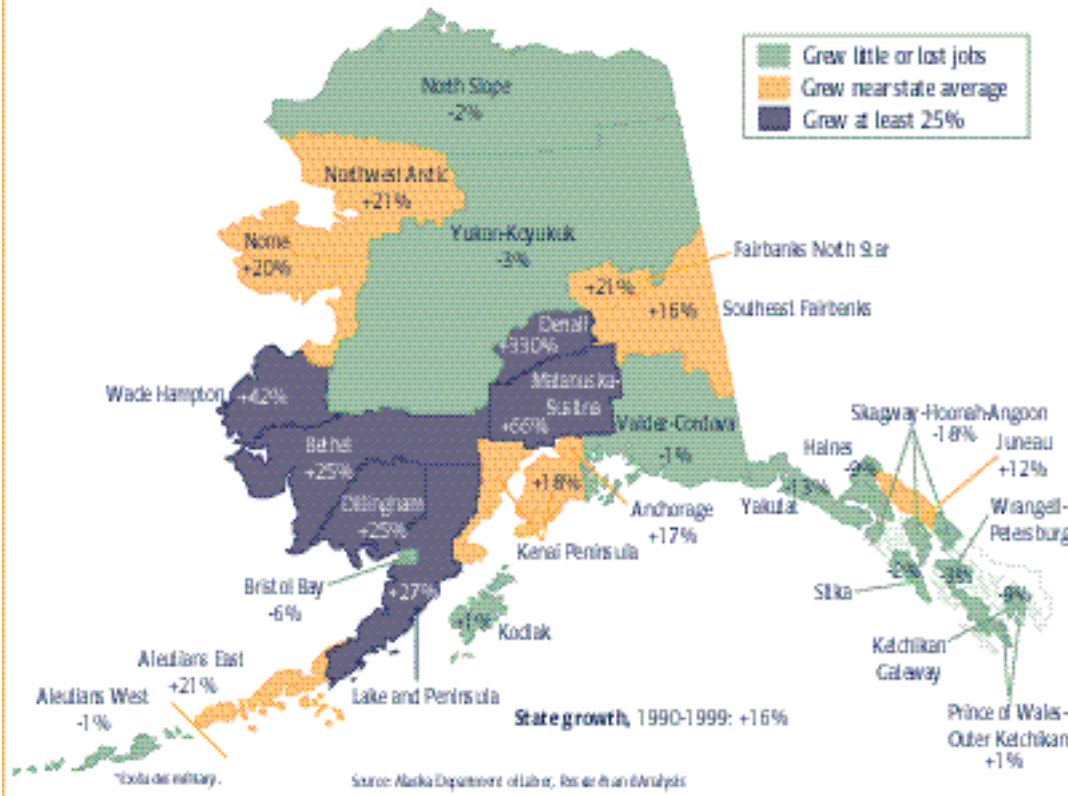 Grew little or lost jobs
Grew near state average
Grew at least 25%
North Slope
-2%
Northwest Arctic
+21%
Nome
+20%
Yukon-Koyukuk
-3%
Fairbanks North Star
+21%
Southeast Fairbanks
+16%
Denali
+330%
Matanuska-
Susitna
+66%
Wade Hampton
+42%
Bethel
+25%
Dillingham
+25%
Valdez-Cordova
-1%
Skagway-Hoonah-Angoon
-18%
Haines
-9%
Juneau
+12%
Yakutat
-13%
Wrangell-
Petersburg
+18%
Anchorage
+17%
Kenai Peninsula
Bristol Bay
-6%
+27%
+1%
Kodiak
Sitka
Ketchikan
Gateway
Aleutians East
+21%
Aleutians West
-1%
Lake and Peninsula
State growth, 1990-1999: +16%
Prince of Wales-
Outer Ketchikan
+1%
*Excludes military.
Source: Alaska Department of Labor, Research and Analysis